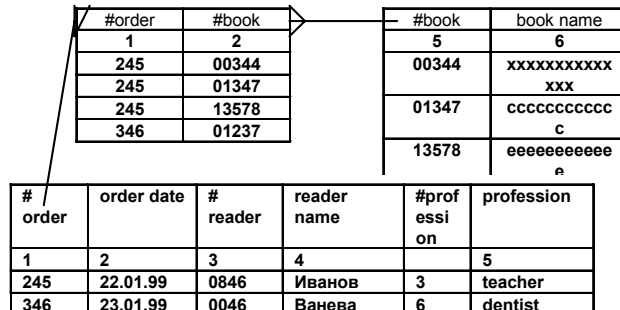 #order #book
1 2
245 00344
245 01347
245 13578
346 01237
#book book name
5 6
00344 xxxxxxxxxxx
xxx
01347 ccccccccccc
c
13578 eeeeeeeeeee
e
# order date # reader #prof profession
order reader name essi
on
1 2 3 4 5
245 22.01.99 0846 Иванов 3 teacher
346 23.01.99 0046 Ванева 6 dentist